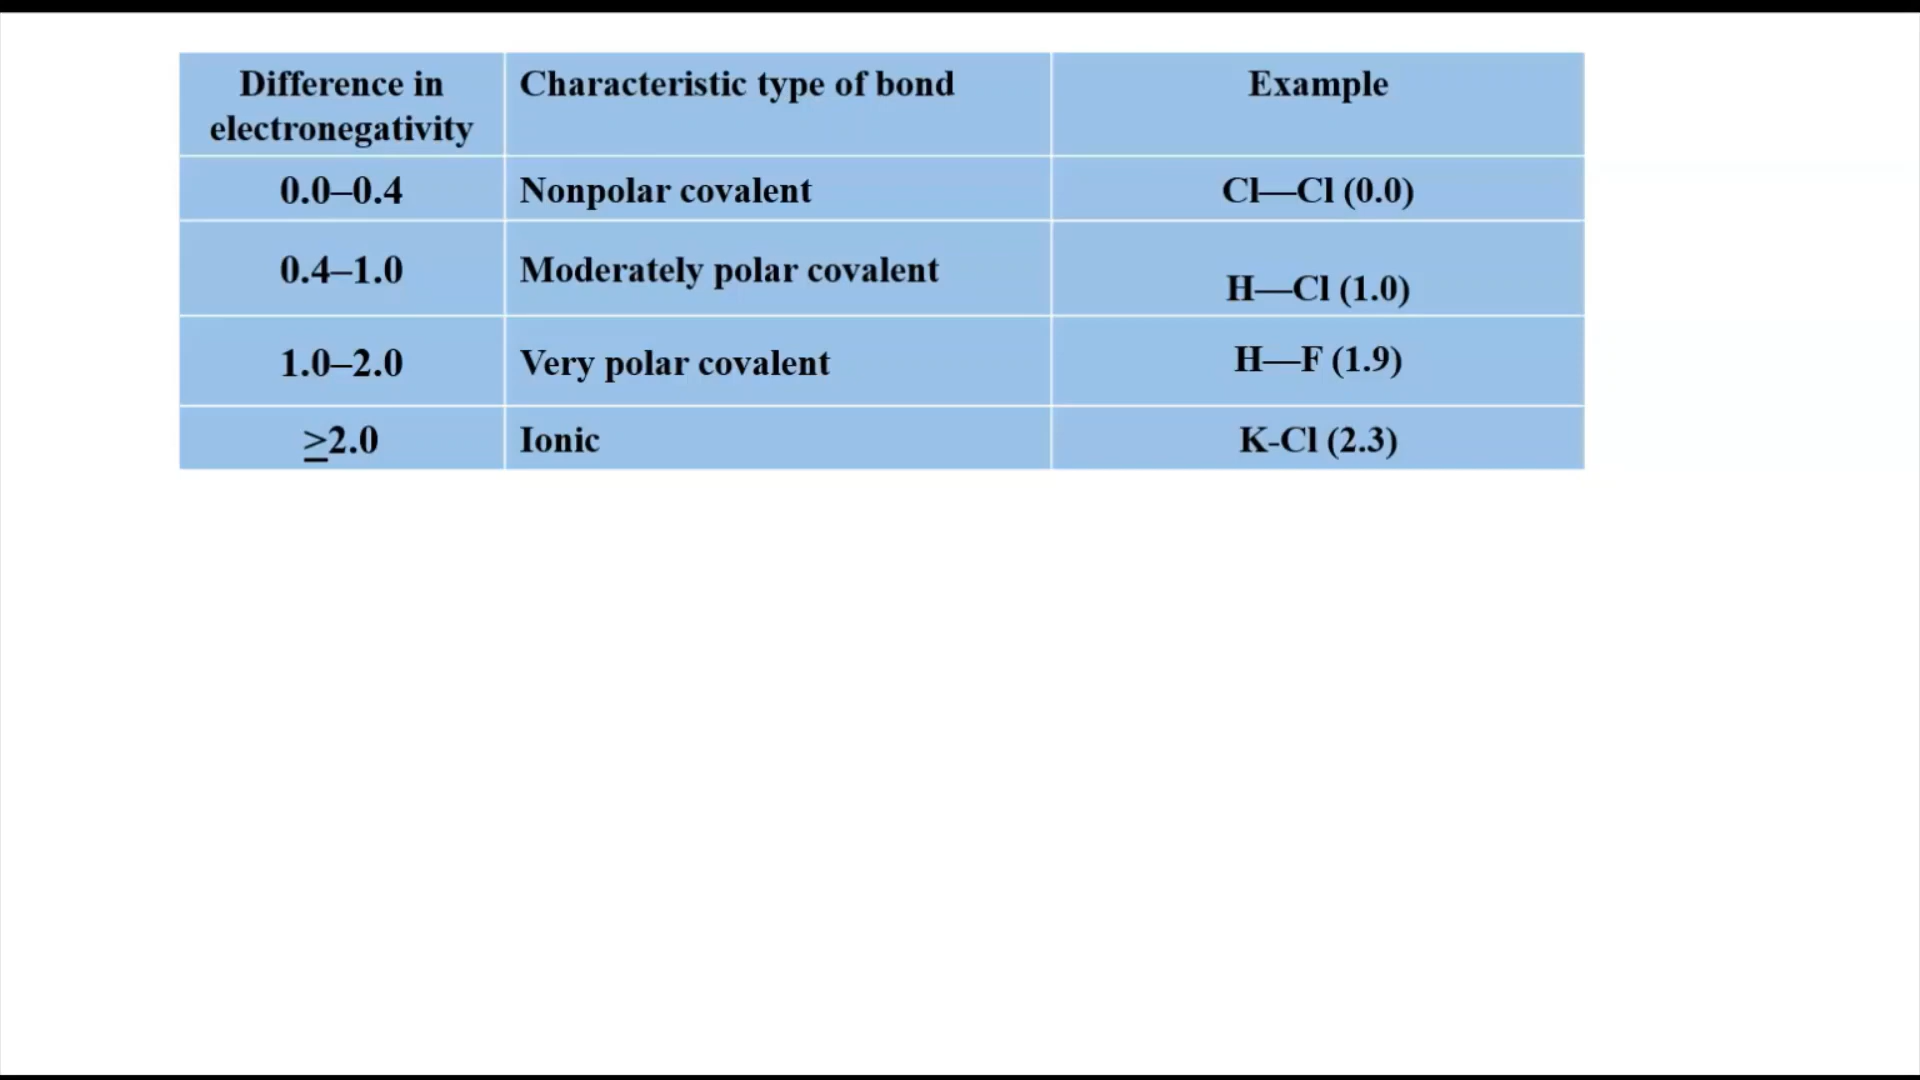 Difference in
electronegativity
Characteristic type of bond
Example
0.0–0.4
Nonpolar covalent
Cl—Cl (0.0)
0.4–1.0
Moderately polar covalent
H—Cl (1.0)
1.0–2.0
Very polar covalent
H—F (1.9)
≥2.0
Ionic
K-Cl (2.3)